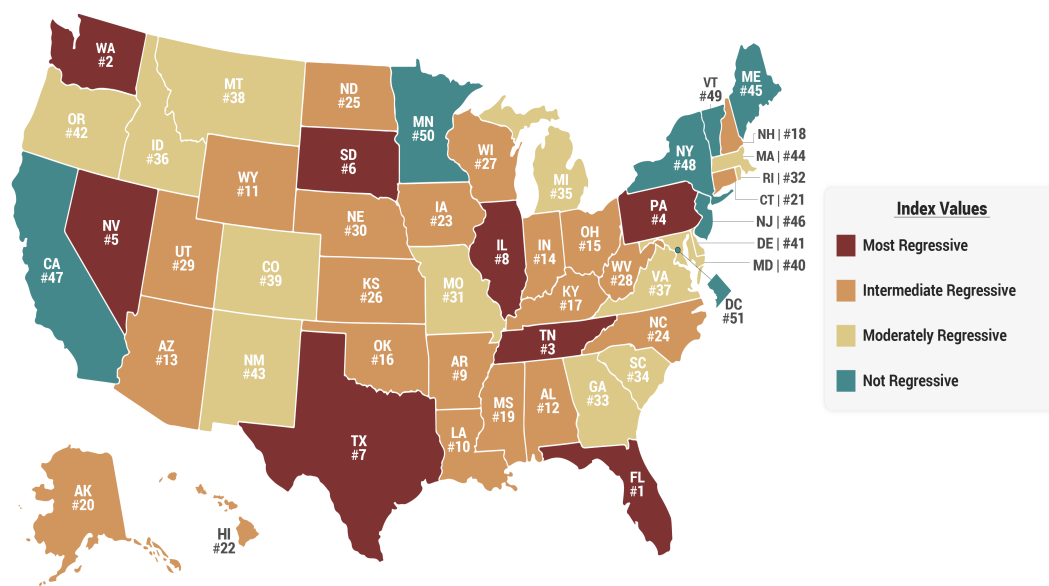 WA
#2
MT
#38
ND
#25
MN
#50
OR
#42
ID
#36
SD
#6
WI
#27
MI
#35
WY
#11
NE
#30
IA
#23
NV
#5
UT
#29
CO
#39
CA
#47
KS
#26
MO
#31
IL
#8
IN
#14
OH
#15
PA
#4
NY
#48
VT
#49
ME
#45
NH | #18
MA | #44
RI | #32
CT | #21
NJ | #46
DE | #41
MD | #40
DC
#51
WV
#28
VA
#37
KY
#17
NC
#24
TN
#3
SC
#34
GA
#33
AL
#12
MS
#19
AR
#9
LA
#10
OK
#16
AZ
#13
NM
#43
TX
#7
FL
#1
AK
#20
HI
#22
Index Values
Most Regressive
Intermediate Regressive
Moderately Regressive
Not Regressive